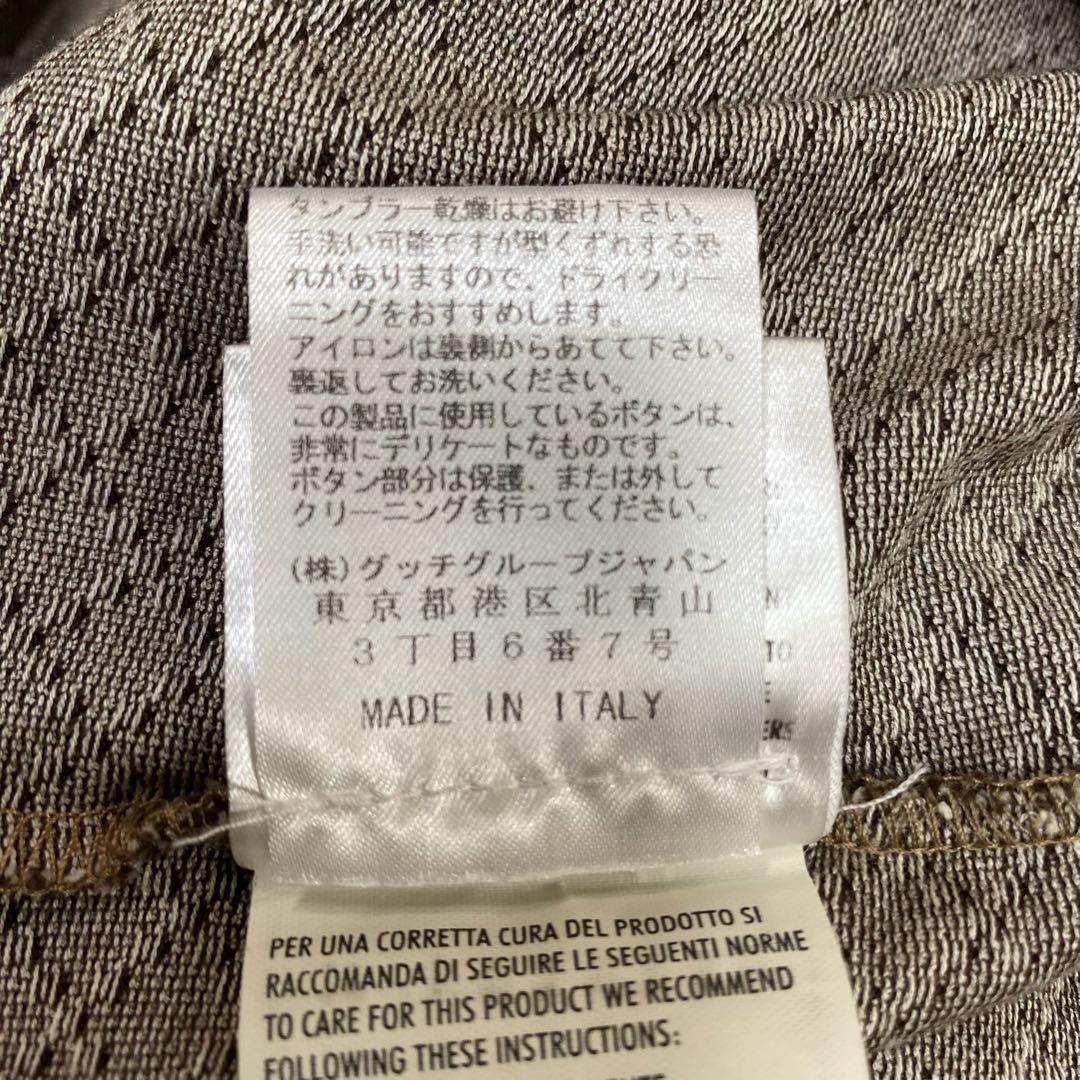 タンブラー乾燥はお避け下さい。
手洗い可能ですが型くずれする恐
れがありますので、ドライクリー
ニングをおすすめします。
アイロンは裏側からあてて下さい。
裏返してお洗いください。
この製品に使用しているボタンは、
非常にデリケートなものです。
ボタン部分は保護、または外して
クリーニングを行ってください。
(株)グッチグループジャパン
東京都港区北青山
3丁目6番7号
MADE IN ITALY
TO
PER UNA CORRETTA CURA DEL PRODOTTO SI
RACCOMANDA DI SEGUIRE LE SEGUENTI NORME
TO CARE FOR THIS PRODUCT WE RECOMMEND
FOLLOWING THESE INSTRUCTIONS: